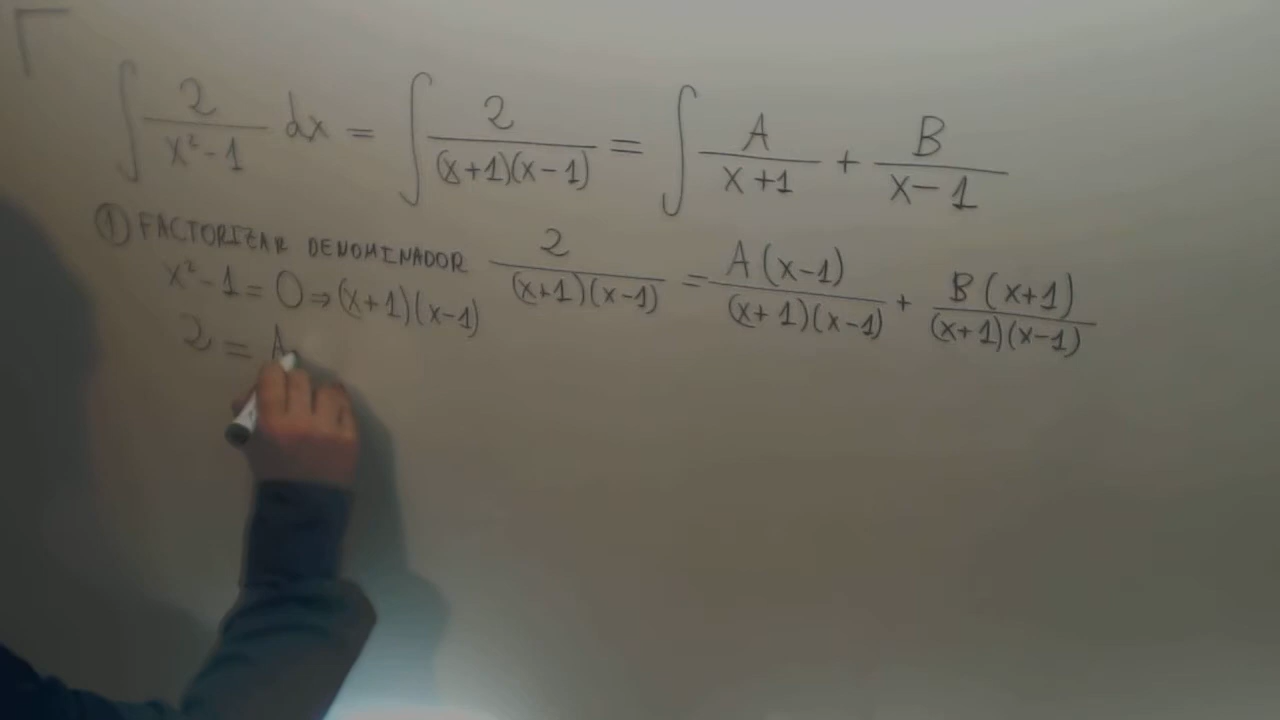 ∫ 2/(x²-1) dx = ∫ 2/((x+1)(x-1)) = ∫ A/(x+1) + B/(x-1)
① FACTORIZAR DENOMINADOR
x²-1 = 0 ⇒ (x+1)(x-1)
2/((x+1)(x-1)) = A(x-1)/((x+1)(x-1)) + B(x+1)/((x+1)(x-1))
2 = A